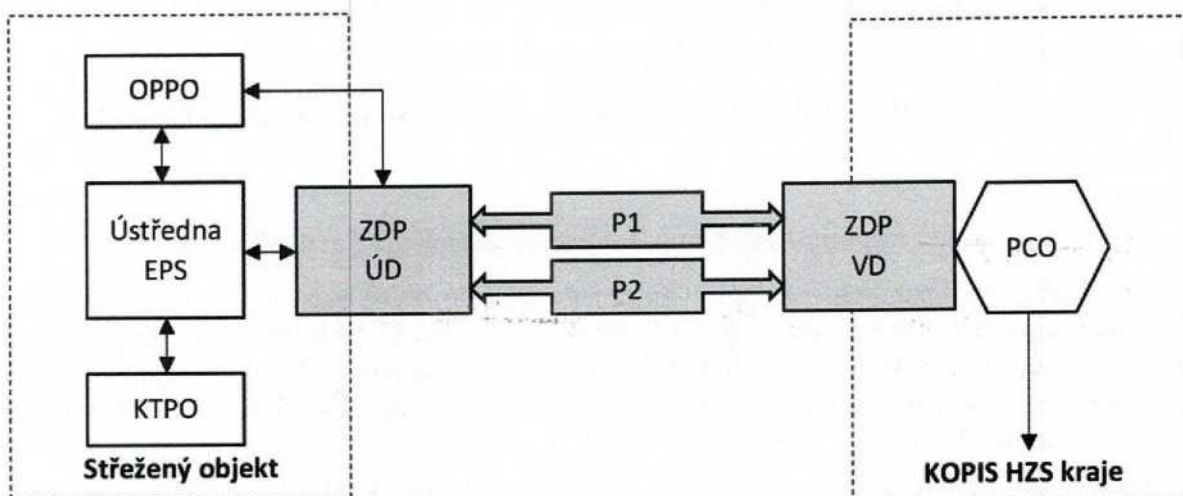 OPPO
Ústředna
EPS
KTPO
Střežený objekt
ZDP
ÚD
P1
P2
ZDP
VD
PCO
KOPIS HZS kraje